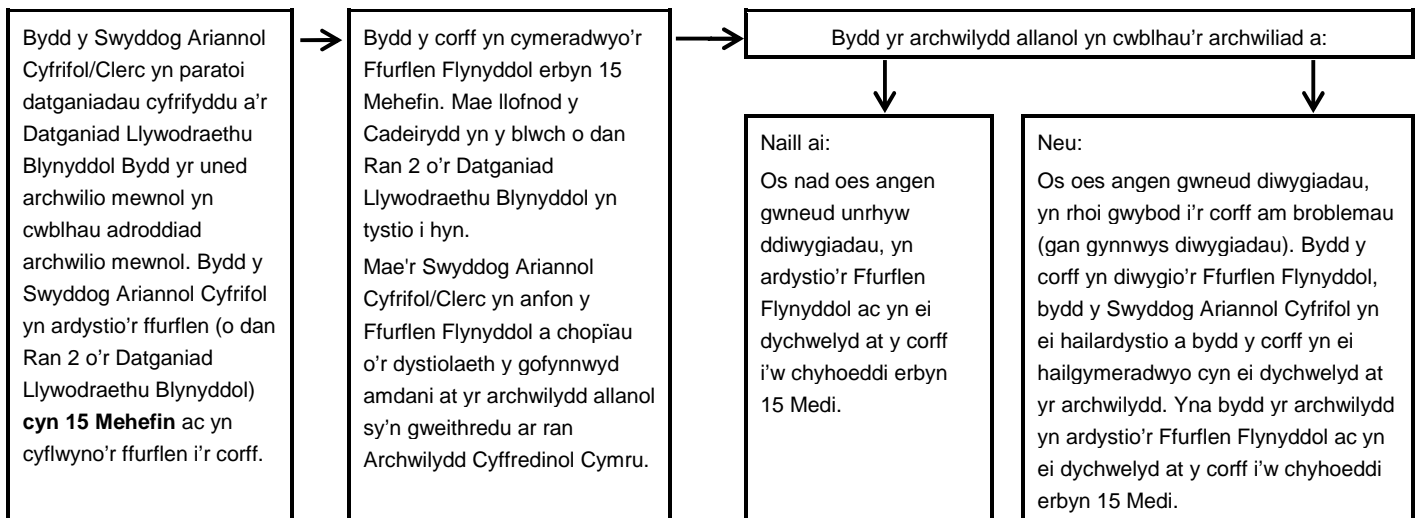 Bydd y Swyddog Ariannol
Cyfrifol/Clerc yn paratoi
datganiadau cyfrifyddu a'r
Datganiad Llywodraethu
Blynyddol Bydd yr uned
archwilio mewnol yn
cwblhau adroddiad
archwilio mewnol. Bydd y
Swyddog Ariannol Cyfrifol
yn ardystio'r ffurflen (o dan
Ran 2 o'r Datganiad
Llywodraethu Blynyddol)
cyn 15 Mehefin ac yn
cyflwyno'r ffurflen i'r corff.
Bydd y corff yn cymeradwyo'r
Ffurflen Flynyddol erbyn 15
Mehefin. Mae llofnod y
Cadeirydd yn y blwch o dan
Ran 2 o'r Datganiad
Llywodraethu Blynyddol yn
tystio i hyn.
Mae'r Swyddog Ariannol
Cyfrifol/Clerc yn anfon y
Ffurflen Flynyddol a chopïau
o'r dystiolaeth y gofynnwyd
amdani at yr archwilydd allanol
sy'n gweithredu ar ran
Archwilydd Cyffredinol Cymru.
Bydd yr archwilydd allanol yn cwblhau'r archwiliad a:
Naill ai:
Os nad oes angen
gwneud unrhyw
ddiwygiadau, yn
ardystio'r Ffurflen
Flynyddol ac yn ei
dychwelyd at y corff
i'w chyhoeddi erbyn
15 Medi.
Neu:
Os oes angen gwneud diwygiadau,
yn rhoi gwybod i'r corff am broblemau
(gan gynnwys diwygiadau). Bydd y
corff yn diwygio'r Ffurflen Flynyddol,
bydd y Swyddog Ariannol Cyfrifol yn
ei hailardystio a bydd y corff yn ei
hailgymeradwyo cyn ei dychwelyd at
yr archwilydd. Yna bydd yr archwilydd
yn ardystio'r Ffurflen Flynyddol ac yn
ei dychwelyd at y corff i'w chyhoeddi
erbyn 15 Medi.